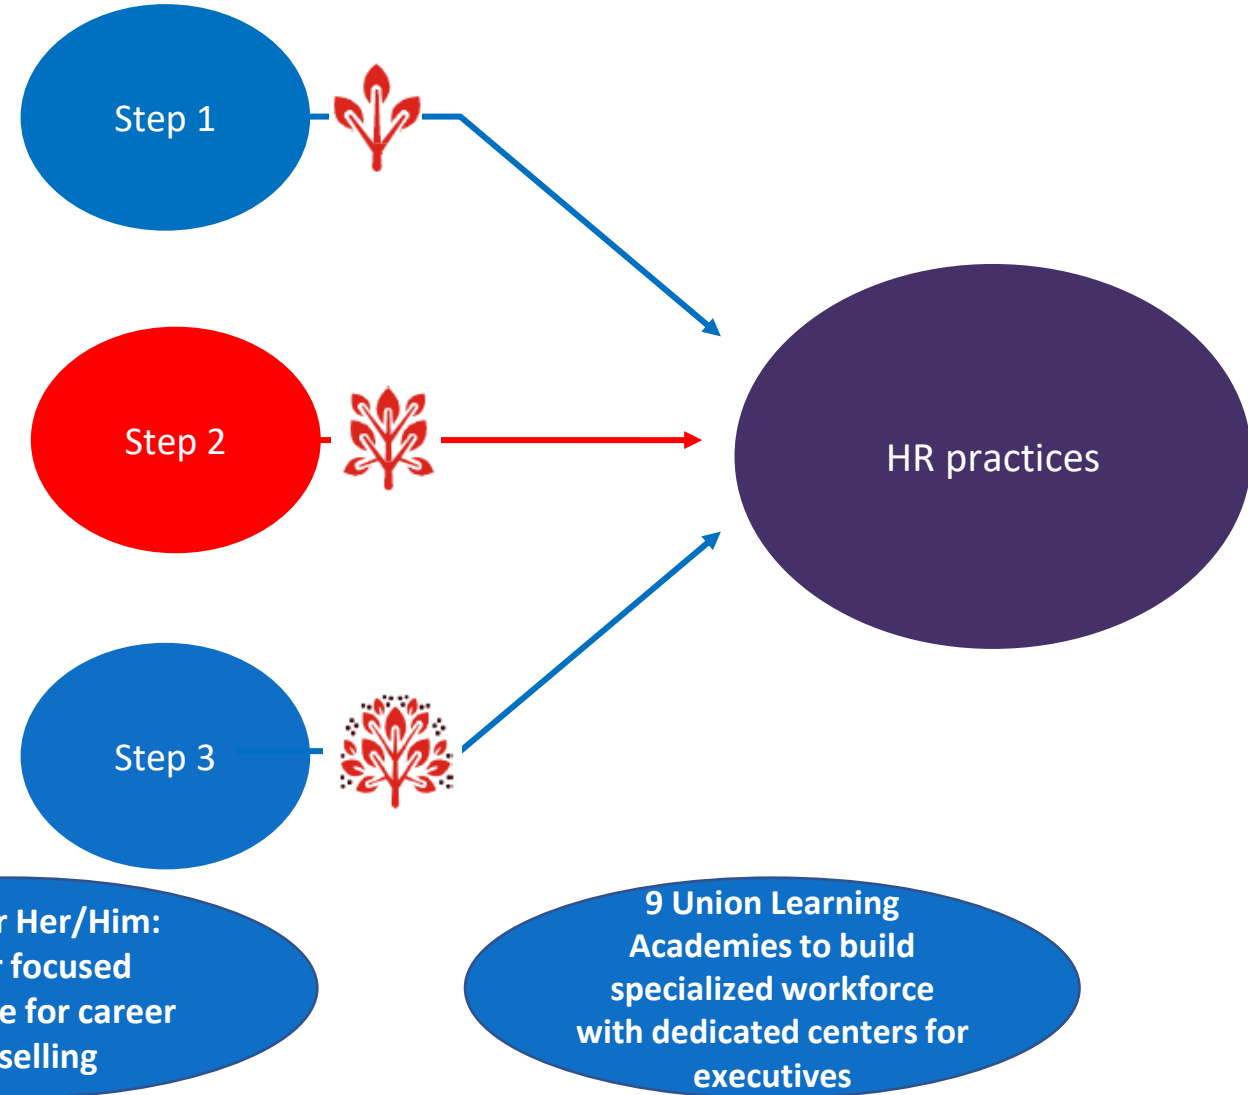 Step 1
Step 2
HR practices
Step 3
Her/Him:
focused
for career
9 Union Learning
Academies to build
specialized workforce
with dedicated centers for
executives